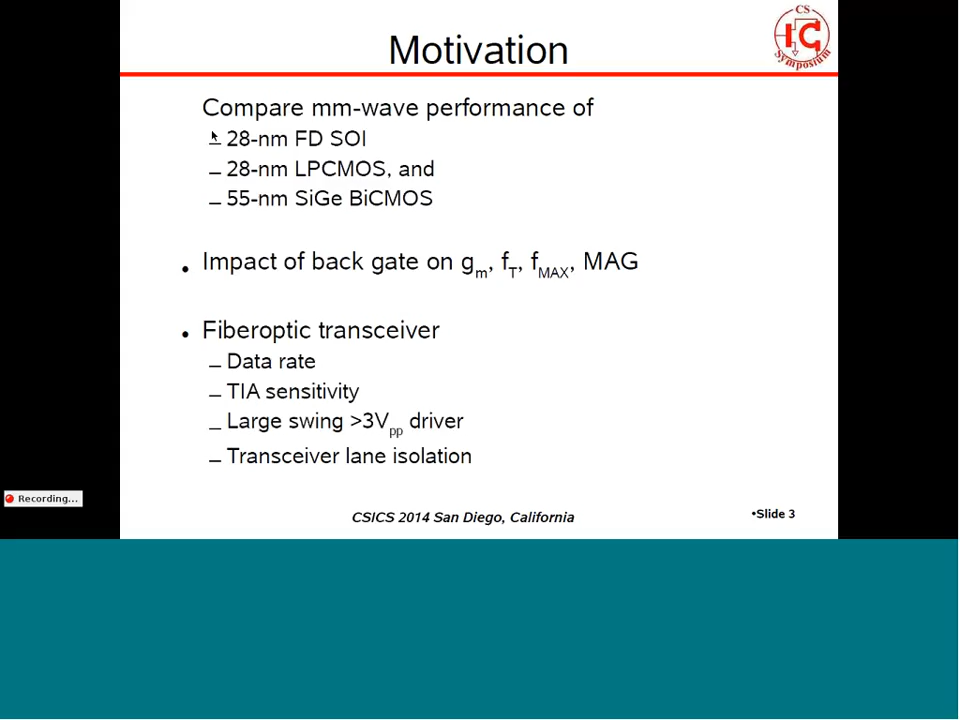 CS
IC
Symposium
Motivation
Compare mm-wave performance of
– 28-nm FD SOI
– 28-nm LPCMOS, and
– 55-nm SiGe BiCMOS
• Impact of back gate on gm, fT, fMAX, MAG
• Fiberoptic transceiver
– Data rate
– TIA sensitivity
– Large swing >3Vpp driver
– Transceiver lane isolation
Recording...
CSICS 2014 San Diego, California
•Slide 3